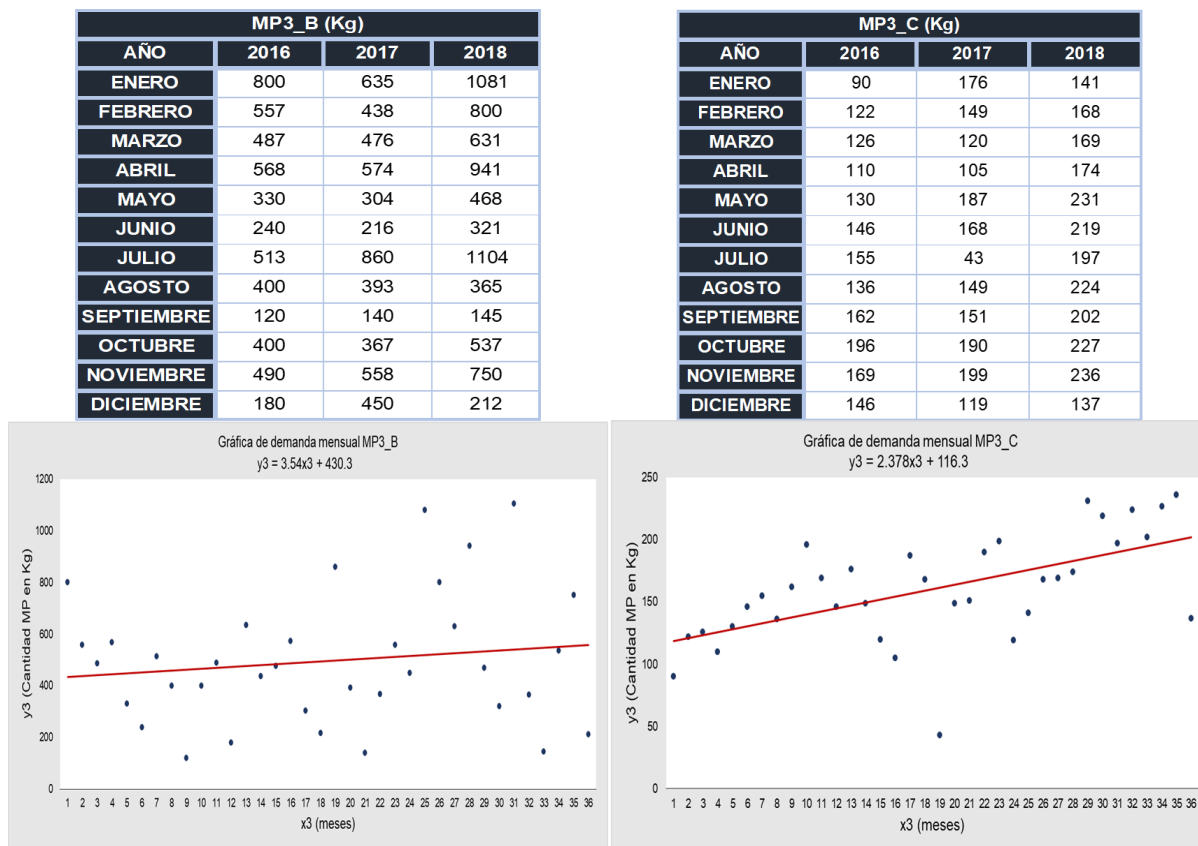 MP3_B (Kg)
AÑO 2016 2017 2018
ENERO 800 635 1081
FEBRERO 557 438 800
MARZO 487 476 631
ABRIL 568 574 941
MAYO 330 304 468
JUNIO 240 216 321
JULIO 513 860 1104
AGOSTO 400 393 365
SEPTIEMBRE 120 140 145
OCTUBRE 400 367 537
NOVIEMBRE 490 558 750
DICIEMBRE 180 450 212
MP3_C (Kg)
AÑO 2016 2017 2018
ENERO 90 176 141
FEBRERO 122 149 168
MARZO 126 120 169
ABRIL 110 105 174
MAYO 130 187 231
JUNIO 146 168 219
JULIO 155 43 197
AGOSTO 136 149 224
SEPTIEMBRE 162 151 202
OCTUBRE 196 190 227
NOVIEMBRE 169 199 236
DICIEMBRE 146 119 137
Gráfica de demanda mensual MP3_B
y3 = 3.54x3 + 430.3
y3 (Cantidad MP en Kg)
1200
1000
800
600
400
200
0
1 2 3 4 5 6 7 8 9 10 11 12 13 14 15 16 17 18 19 20 21 22 23 24 25 26 27 28 29 30 31 32 33 34 35 36
x3 (meses)
Gráfica de demanda mensual MP3_C
y3 = 2.378x3 + 116.3
y3 (Cantidad MP en Kg)
250
200
150
100
50
0
1 2 3 4 5 6 7 8 9 10 11 12 13 14 15 16 17 18 19 20 21 22 23 24 25 26 27 28 29 30 31 32 33 34 35 36
x3 (meses)